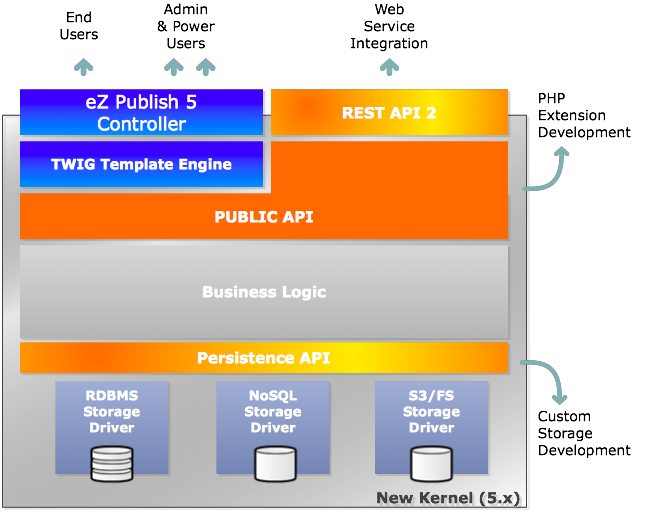 End
Users
Admin
& Power
Users
Web
Service
Integration
eZ Publish 5
Controller
REST API 2
PHP
Extension
Development
TWIG Template Engine
PUBLIC API
Business Logic
Persistence API
RDBMS
Storage
Driver
NoSQL
Storage
Driver
S3/FS
Storage
Driver
Custom
Storage
Development
New Kernel (5.x)